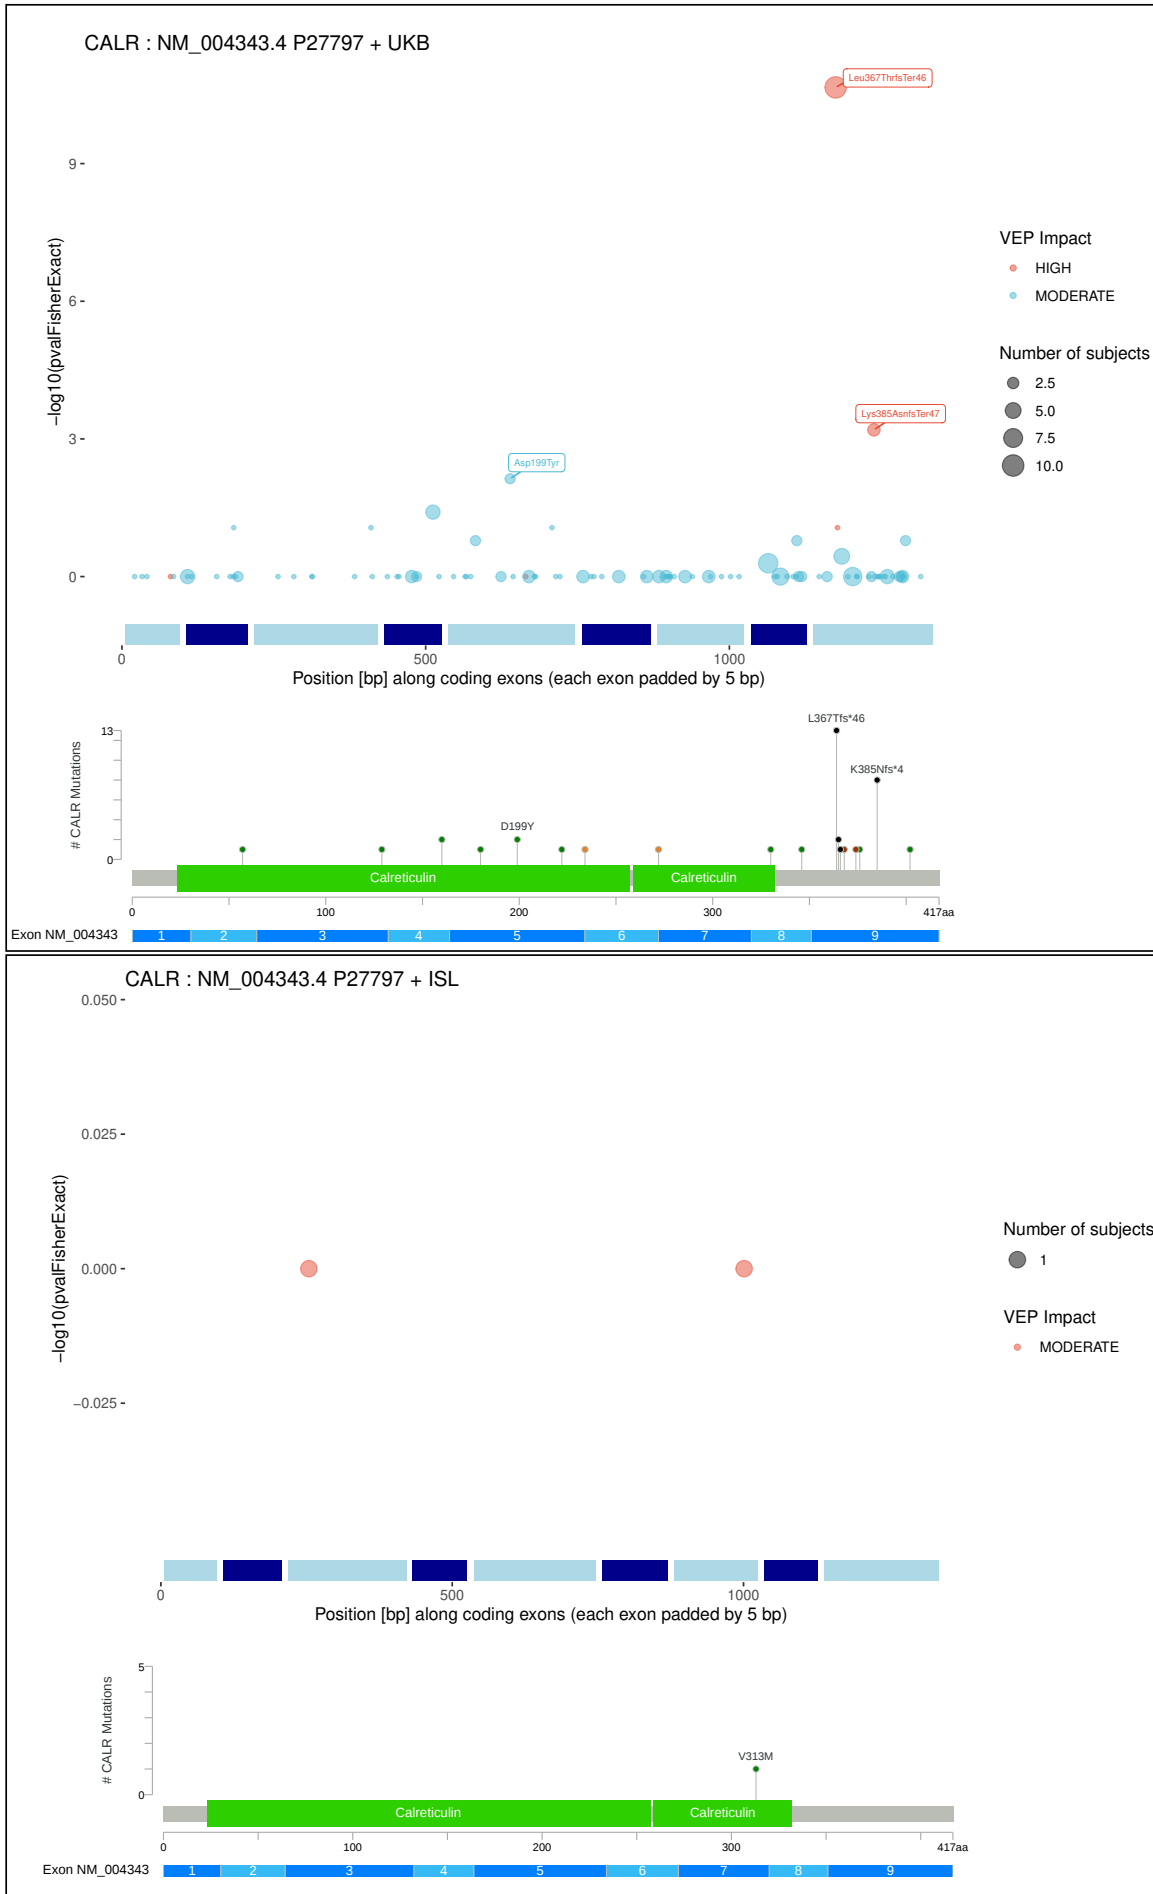 CALR : NM_004343.4 P27797 + UKB
Leu367ThrfsTer46
9
−log10(pvalFisherExact)
VEP Impact
HIGH
6
MODERATE
Number of subjects
2.5
5.0
Lys385AsnfsTer47
3
7.5
Asp199Tyr
10.0
0
0 500 1000
Position [bp] along coding exons (each exon padded by 5 bp)
L367Tfs*46
13
# CALR Mutations
K385Nfs*4
D199Y
0
Calreticulin Calreticulin
0 100 200 300 417aa
Exon NM_004343 1 2 3 4 5 6 7 8 9
CALR : NM_004343.4 P27797 + ISL
0.050
0.025
−log10(pvalFisherExact)
Number of subjects
1
0.000
VEP Impact
MODERATE
−0.025
0 500 1000
Position [bp] along coding exons (each exon padded by 5 bp)
5
# CALR Mutations
V313M
0
Calreticulin Calreticulin
0 100 200 300 417aa
Exon NM_004343 1 2 3 4 5 6 7 8 9